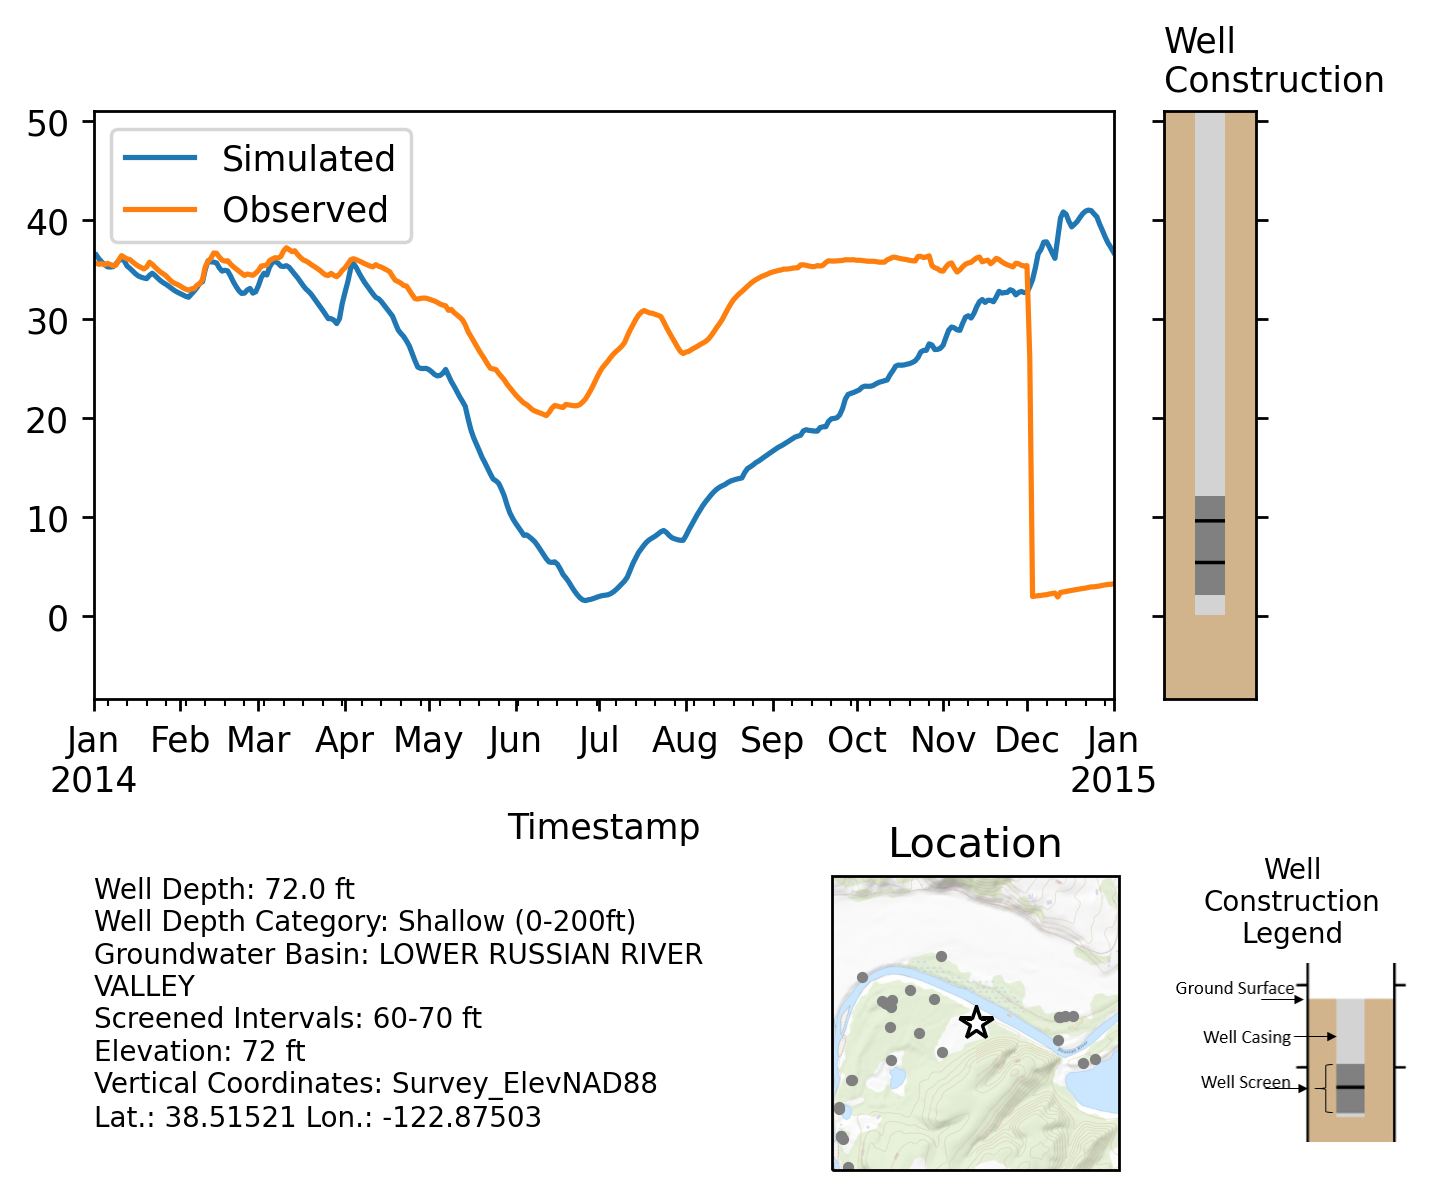 Well
Construction
50
40
30
20
10
0
Simulated
Observed
Jan
2014
Feb
Mar
Apr
May
Jun
Jul
Aug
Sep
Oct
Nov
Dec
Jan
2015
Timestamp
Well Depth: 72.0 ft
Well Depth Category: Shallow (0-200ft)
Groundwater Basin: LOWER RUSSIAN RIVER
VALLEY
Screened Intervals: 60-70 ft
Elevation: 72 ft
Vertical Coordinates: Survey_ElevNAD88
Lat.: 38.51521 Lon.: -122.87503
Location
Well
Construction
Legend
Ground Surface
Well Casing
Well Screen